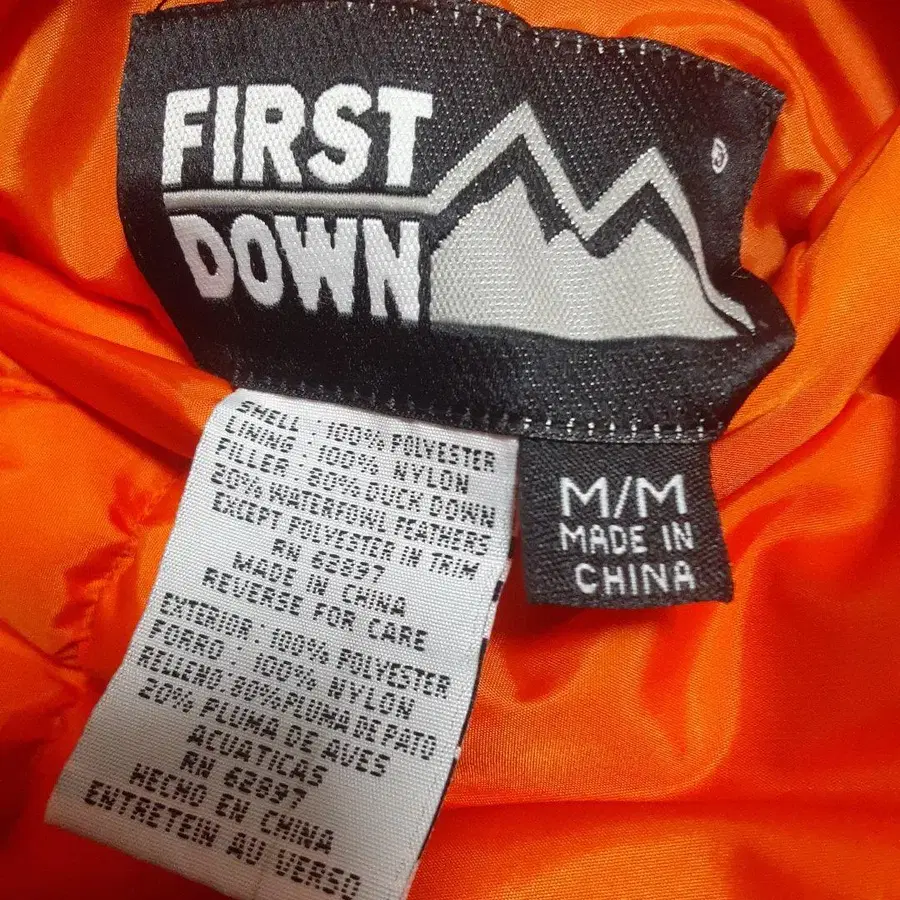 FIRST
DOWN
®
M/M
MADE IN
CHINA
SHELL : 100% POLYESTER
LINING : 100% NYLON
FILLER : 80% DUCK DOWN
20% WATERFOWL FEATHERS
EXCEPT POLYESTER IN TRIM
RN 68897
MADE IN CHINA
REVERSE FOR CARE
EXTERIOR : 100% POLYESTER
FORRO : 100% NYLON
RELLENO: 80% PLUMA DE PATO
20% PLUMA DE AVES
ACUATICAS
RN 68897
HECHO EN CHINA
ENTRETEIN AU VERSO